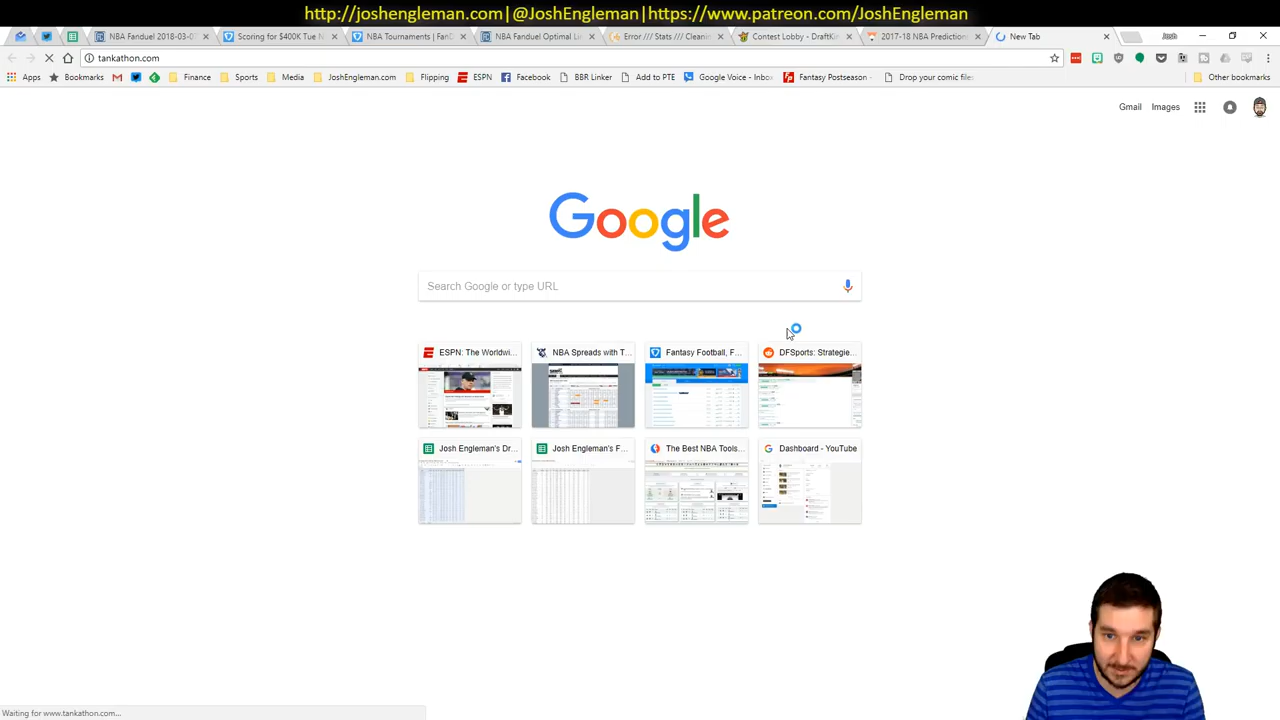 http://joshengleman.com|@JoshEngleman|https://www.patreon.com/JoshEngleman
NBA Fanduel 2018-03-0
Scoring for $400K Tue N
NBA Tournaments | FanD
NBA Fanduel Optimal Li
Error /// Stats /// Cleanin
Contest Lobby - DraftKi
2017-18 NBA Predictions
New Tab
Josh
tankathon.com
Apps
Bookmarks
Finance
Sports
Media
JoshEngleman.com
Flipping
ESPN
Facebook
BBR Linker
Add to PTE
Google Voice - Inbox
Fantasy Postseason -
Drop your comic files
Other bookmarks
Gmail
Images
Google
Search Google or type URL
ESPN: The Worldwi...
NBA Spreads with T...
Fantasy Football, F...
DFSports: Strategie...
Josh Engleman's Dr...
Josh Engleman's F...
The Best NBA Tools...
Dashboard - YouTube
Waiting for www.tankathon.com...